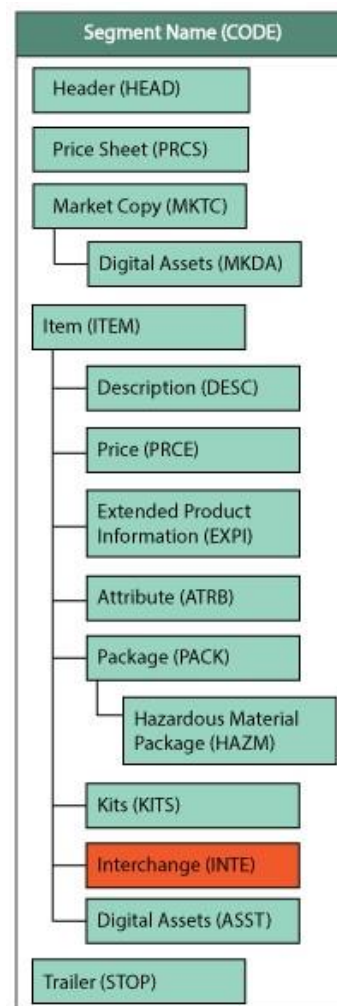 Segment Name (CODE)
Header (HEAD)
Price Sheet (PRCS)
Market Copy (MKTC)
Digital Assets (MKDA)
Item (ITEM)
Description (DESC)
Price (PRCE)
Extended Product
Information (EXPI)
Attribute (ATRB)
Package (PACK)
Hazardous Material
Package (HAZM)
Kits (KITS)
Interchange (INTE)
Digital Assets (ASST)
Trailer (STOP)